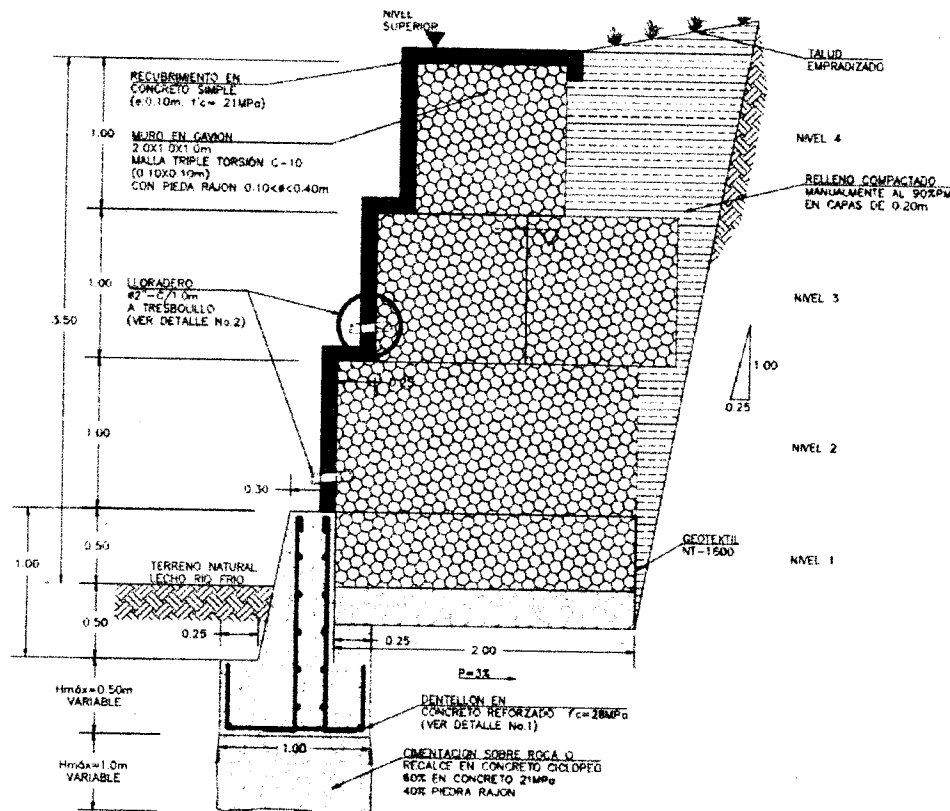 NIVEL
SUPERIOR
TALUD
EMPRADIZADO
RECUBRIMIENTO EN
CONCRETO SIMPLE
(e:0.10m, f'c= 21MPa)
1.00
MURO EN GAVION
2.0X1.0X1.0m
MALLA TRIPLE TORSIÓN C-10
(0.10X0.10m)
CON PIEDA RAJON 0.10<ø<0.40m
NIVEL 4
RELLENO COMPACTADO
MANUALMENTE AL 90%PM
EN CAPAS DE 0.20m
LLORADERO
ø2"-C/1.0m
A TRESBOLILLO
(VER DETALLE No.2)
1.00
NIVEL 3
3.50
1.00
0.25
0.25
1.00
NIVEL 2
0.30
GEOTEXTIL
NT-1600
0.50
1.00
NIVEL 1
TERRENO NATURAL
LECHO RIO FRIO
0.50
0.25
0.25
2.00
P=3%
Hmáx=0.50m
VARIABLE
DENTELLON EN
CONCRETO REFORZADO f'c=28MPa
(VER DETALLE No.1)
1.00
Hmáx=1.0m
VARIABLE
CIMENTACION SOBRE ROCA O
RECALCE EN CONCRETO CICLOPEO
60% EN CONCRETO 21MPa
40% PIEDRA RAJON